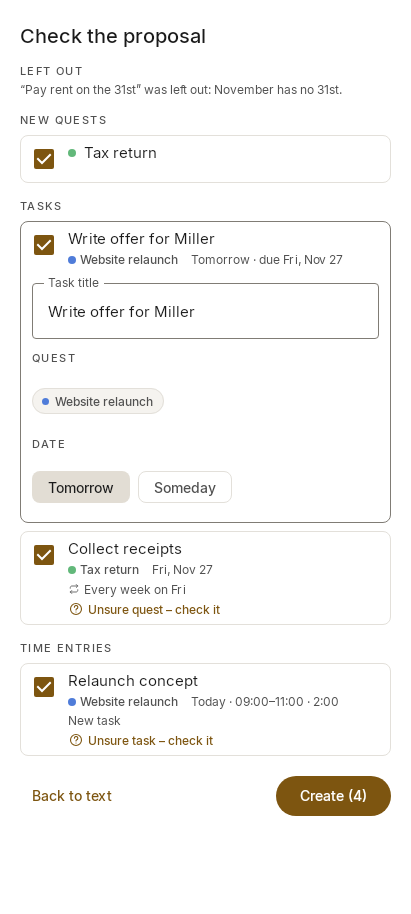 Check the proposal
LEFT OUT
“Pay rent on the 31st” was left out: November has no 31st.
NEW QUESTS
Tax return
TASKS
Write offer for Miller
Website relaunch Tomorrow · due Fri, Nov 27
Task title
Write offer for Miller
QUEST
Website relaunch
DATE
Tomorrow Someday
Collect receipts
Tax return Fri, Nov 27
Every week on Fri
Unsure quest – check it
TIME ENTRIES
Relaunch concept
Website relaunch Today · 09:00–11:00 · 2:00
New task
Unsure task – check it
Back to text Create (4)